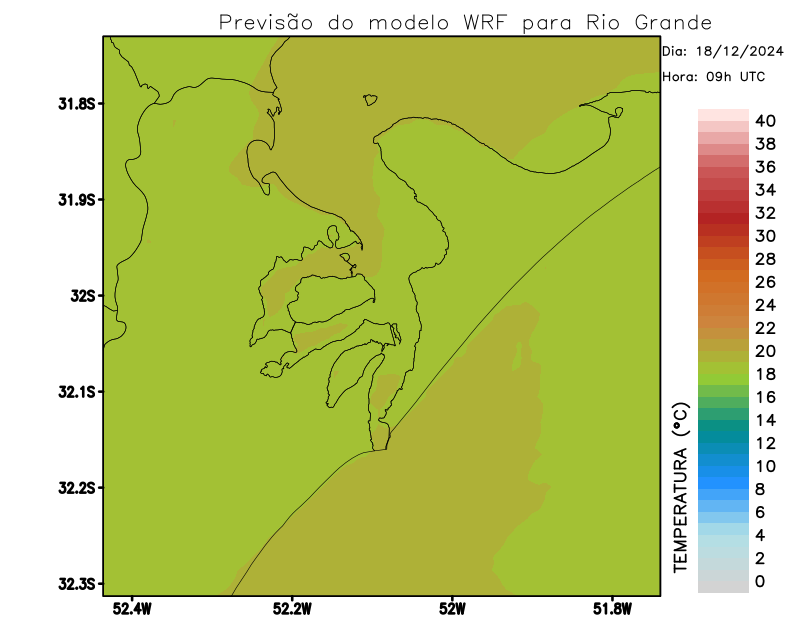 Previsão do modelo WRF para Rio Grande
Dia: 18/12/2024
Hora: 09h UTC
31.8S
31.9S
32S
32.1S
32.2S
32.3S
52.4W
52.2W
52W
51.8W
TEMPERATURA (°C)
40
38
36
34
32
30
28
26
24
22
20
18
16
14
12
10
8
6
4
2
0